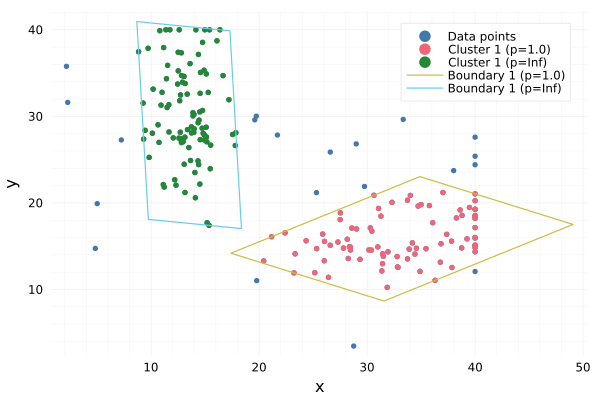 Data points
Cluster 1 (p=1.0)
Cluster 1 (p=Inf)
Boundary 1 (p=1.0)
Boundary 1 (p=Inf)
40
30
20
10
y
10
20
30
40
50
x